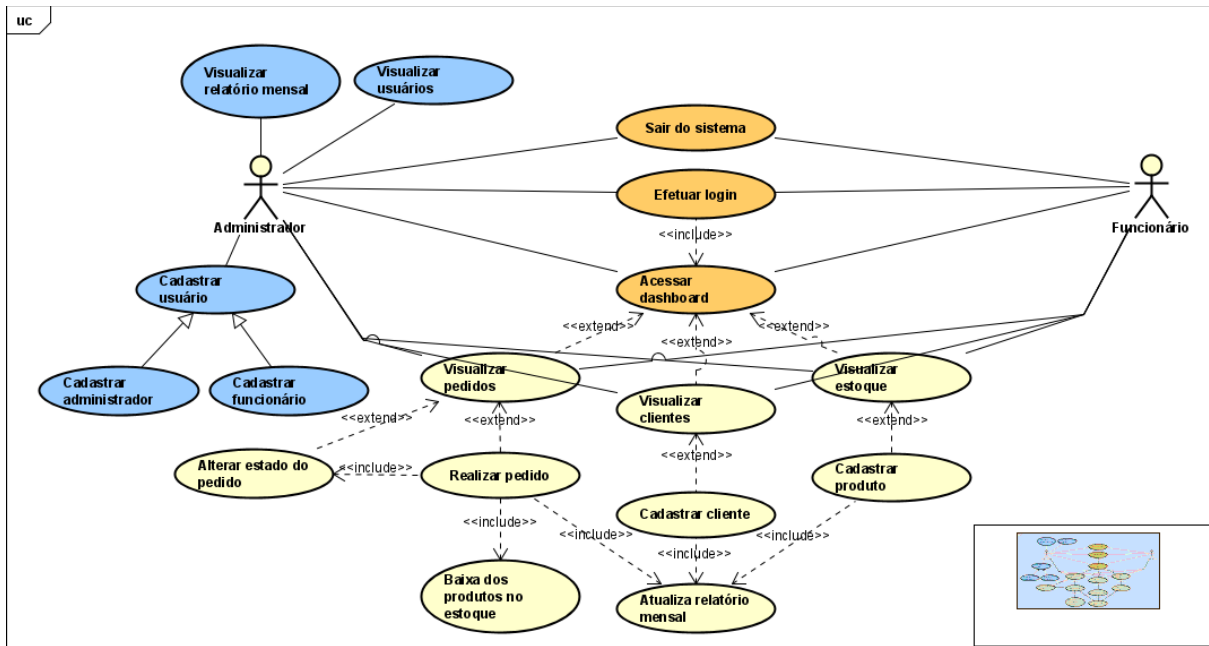 uc
Visualizar
relatório mensal
Visualizar
usuários
Sair do sistema
Efetuar login
Administrador
Funcionário
<<include>>
Cadastrar
usuário
Acessar
dashboard
<<extend>>
<<extend>>
<<extend>>
Cadastrar
administrador
Cadastrar
funcionário
Visualizar
pedidos
Visualizar
clientes
Visualizar
estoque
<<extend>>
<<extend>>
<<extend>>
<<extend>>
Alterar estado do
pedido
<<include>>
Realizar pedido
Cadastrar
produto
Cadastrar cliente
<<include>>
<<include>>
<<include>>
<<include>>
Baixa dos
produtos no
estoque
Atualiza relatório
mensal